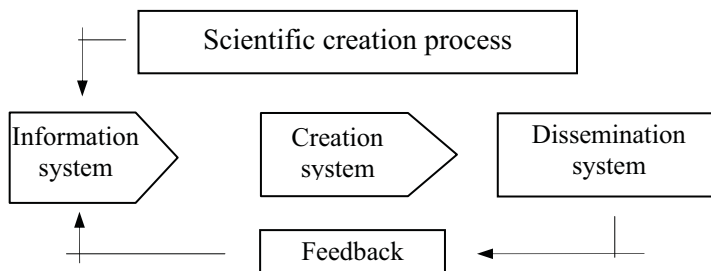 Scientific creation process
Information
system
Creation
system
Dissemination
system
Feedback